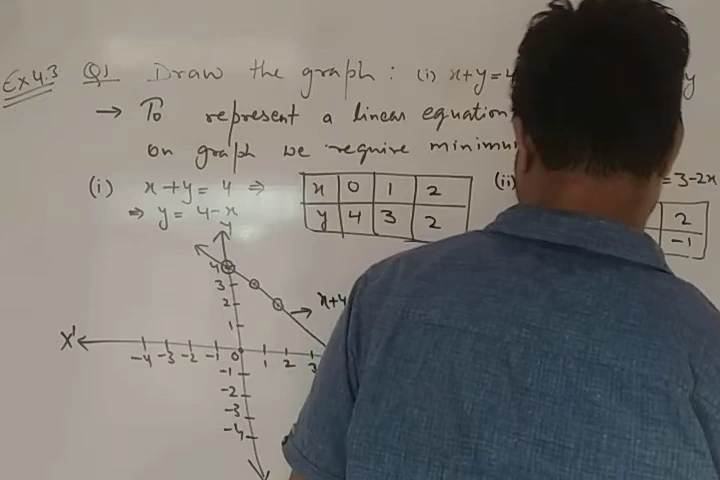 Ex 4.3 Q1 Draw the graph : (i) x+y=4 y
→ To represent a linear equation
on graph we require minimum
(i) x+y= 4 ⇒
⇒ y= 4-x
x 0 1 2
y 4 3 2
(ii) =3-2x
2
-1
Y
4
3
2
1
x+4
X' -4 -3 -2 -1 0 1 2 3
-1
-2
-3
-4